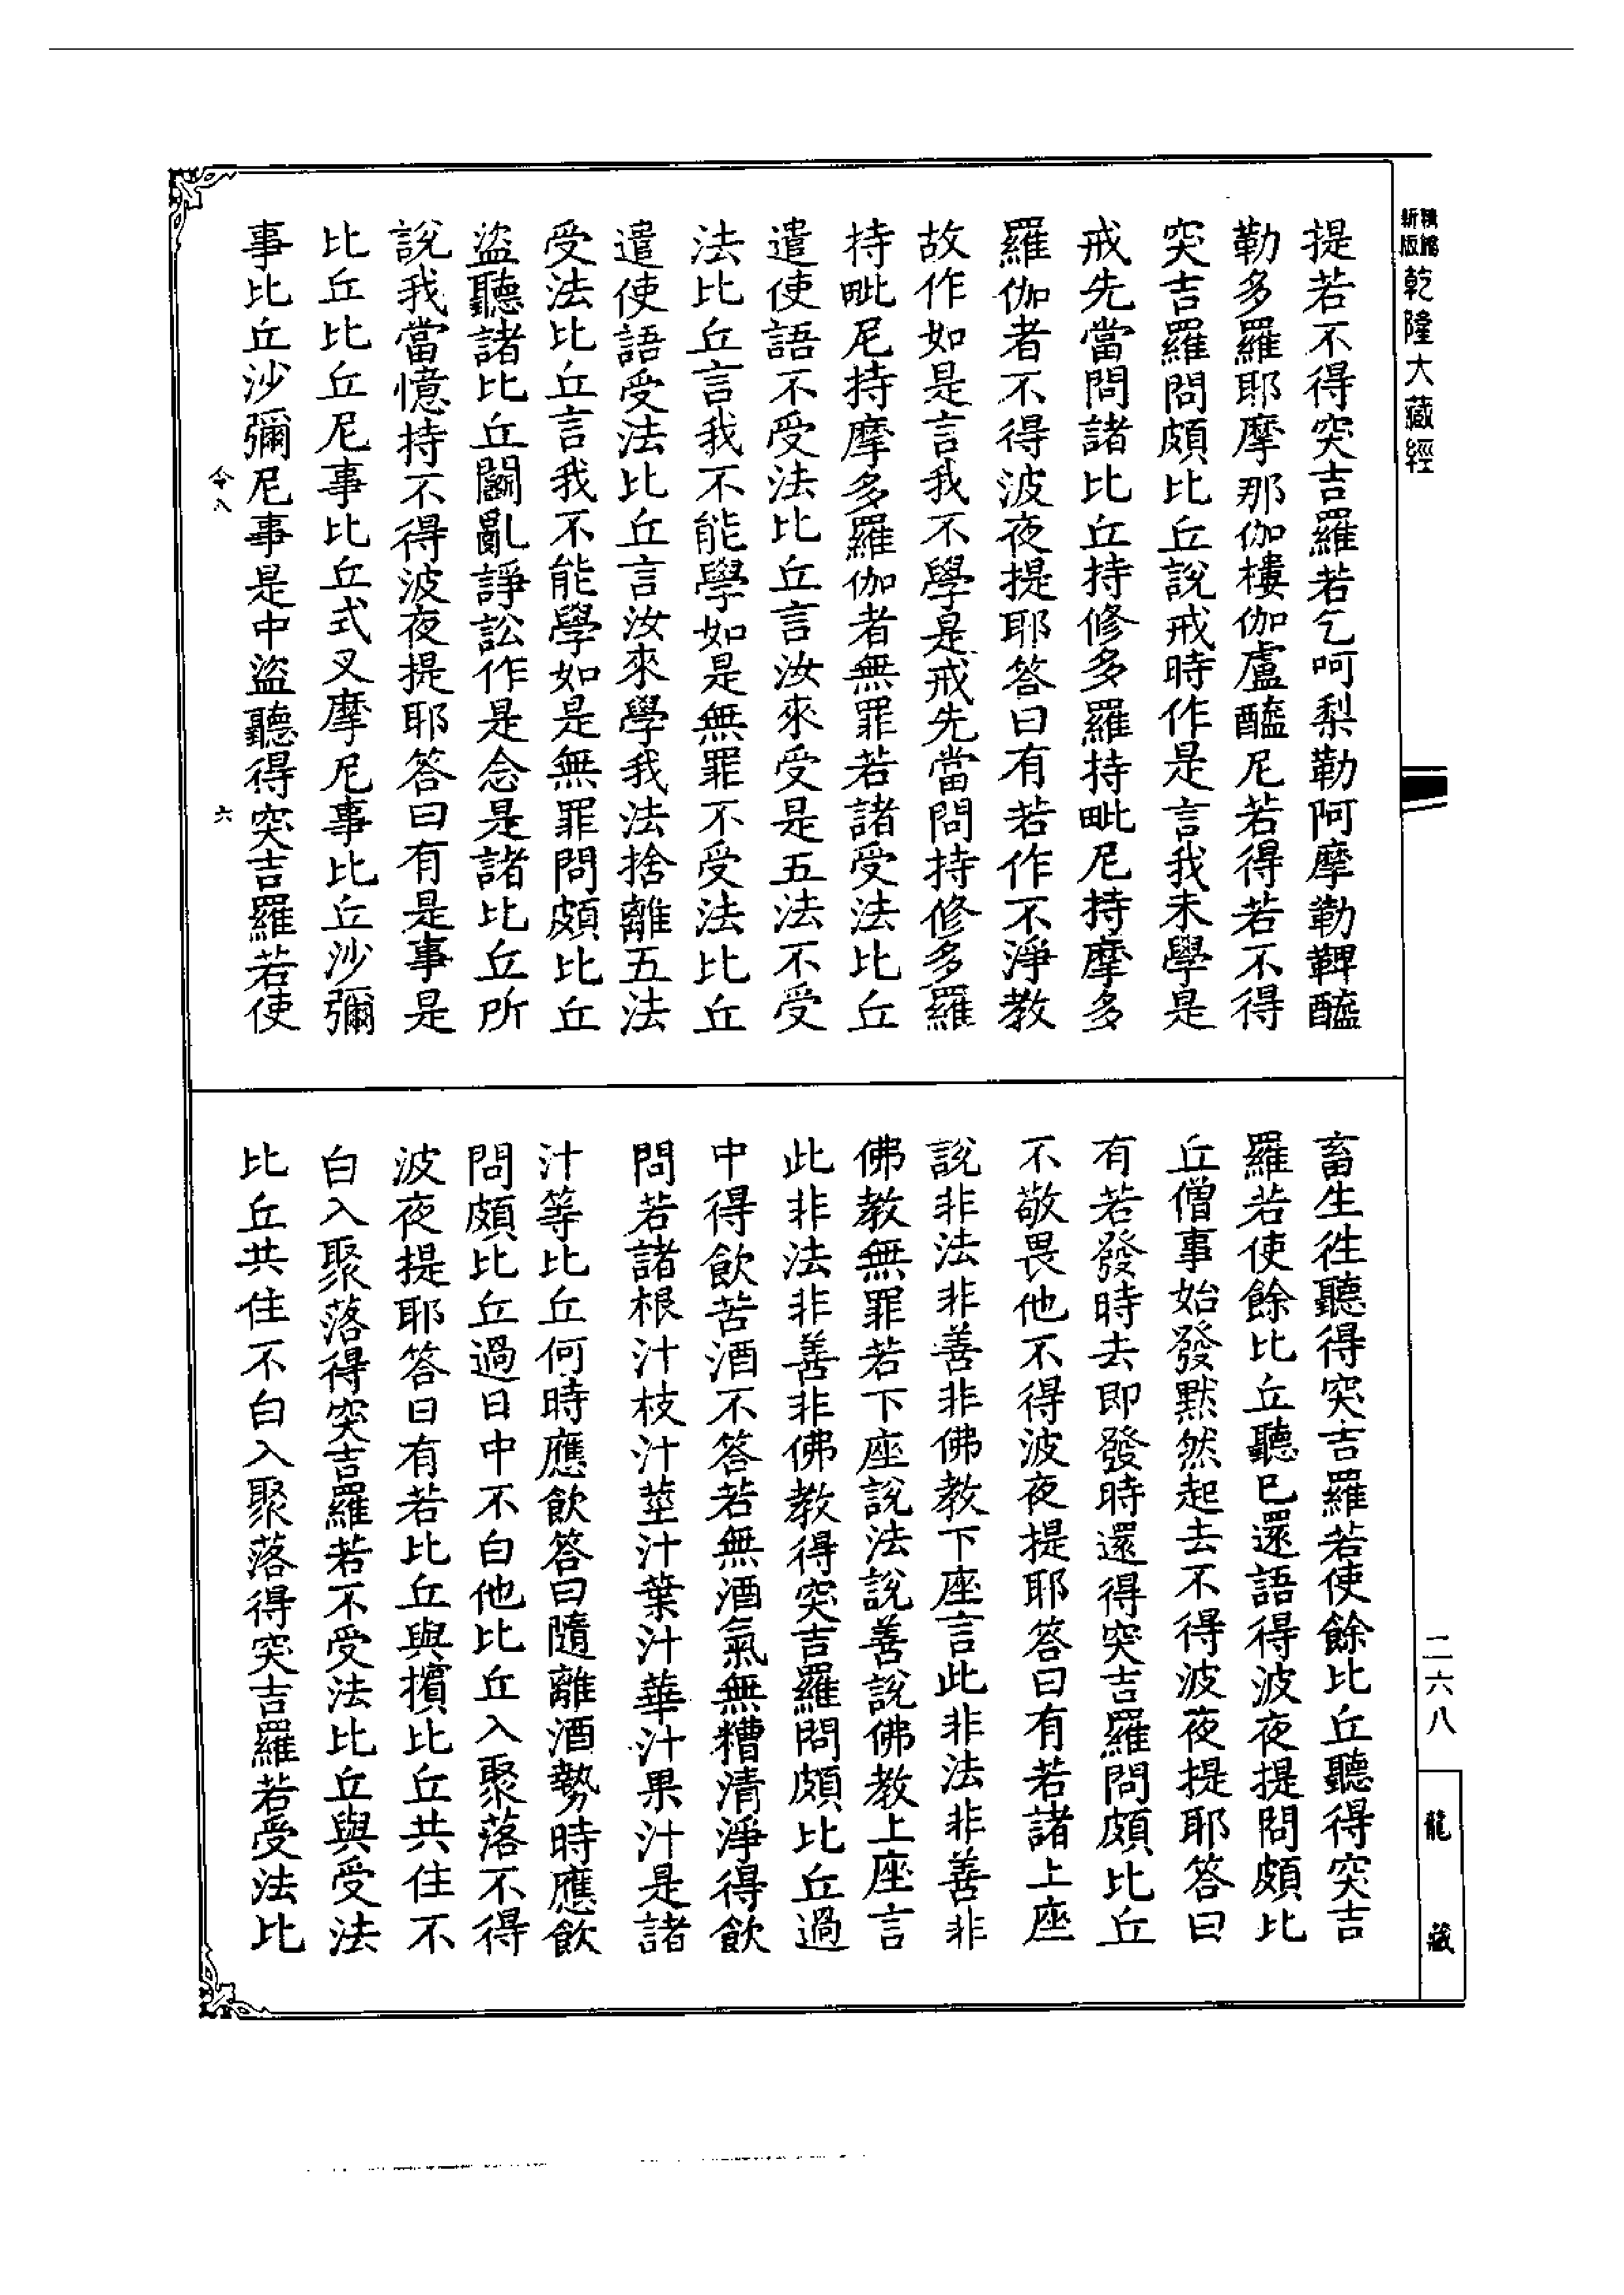 新版
精縮
乾隆大藏經
提若不得突吉羅若乞呵梨勒阿摩勒鞞醯
勒多羅耶摩那伽樓伽盧醯尼若得若不得
突吉羅問頗比丘說戒時作是言我未學是
戒先當問諸比丘持修多羅持毗尼持摩多
羅伽者不得波夜提耶答曰有若作不淨教
故作如是言我不學是戒先當問持修多羅
持毗尼持摩多羅伽者無罪若諸受法比丘
遣使語不受法比丘言汝來受是五法不受
法比丘言我不能學如是無罪不受法比丘
遣使語受法比丘言汝來學我法捨離五法
受法比丘言我不能學如是無罪問頗比丘
盜聽諸比丘鬬亂諍訟作是念是諸比丘所
說我當憶持不得波夜提耶答曰有是事是
比丘比丘尼事比丘式叉摩尼事比丘沙彌
事比丘沙彌尼事是中盜聽得突吉羅若使
六
畜生徃聽得突吉羅若使餘比丘聽得突吉
羅若使餘比丘聽已還語得波夜提問頗比
丘僧事始發黙然起去不得波夜提耶答曰
有若發時去即發時還得突吉羅問頗比丘
不敬畏他不得波夜提耶答曰有若諸上座
說非法非善非佛教下座言此非法非善非
佛教無罪若下座說法說善說佛教上座言
此非法非善非佛教得突吉羅問頗比丘過
中得飲苦酒不答若無酒氣無糟清淨得飲
問若諸根汁枝汁莖汁葉汁華汁果汁是諸
汁等比丘何時應飲答曰隨離酒勢時應飲
問頗比丘過日中不白他比丘入聚落不得
波夜提耶答曰有若比丘與擯比丘共住不
白入聚落得突吉羅若不受法比丘與受法
比丘共住不白入聚落得突吉羅若受法比
二六八
龍藏